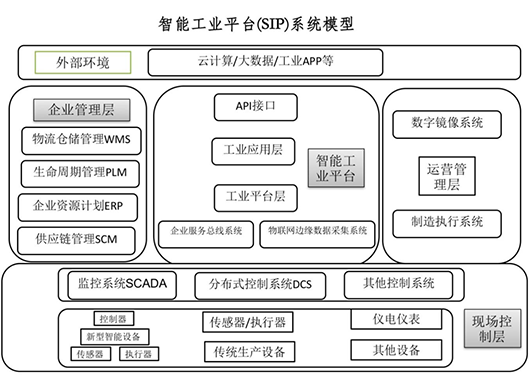 智能工业平台(SIP)系统模型
外部环境
云计算/大数据/工业APP等
企业管理层
物流仓储管理WMS
生命周期管理PLM
企业资源计划ERP
供应链管理SCM
API接口
工业应用层
智能工
业平台
工业平台层
企业服务总线系统
物联网边缘数据采集系统
数字镜像系统
运营管
理层
制造执行系统
监控系统SCADA
分布式控制系统DCS
其他控制系统
控制器
新型智能设备
传感器
执行器
传感器/执行器
传统生产设备
仪电仪表
其他设备
现场控
制层